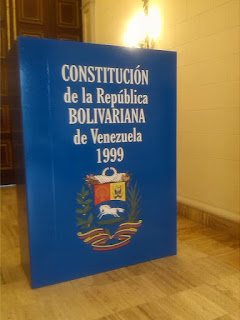 CONSTITUCIÓN
de la República
BOLIVARIANA
de Venezuela
1999